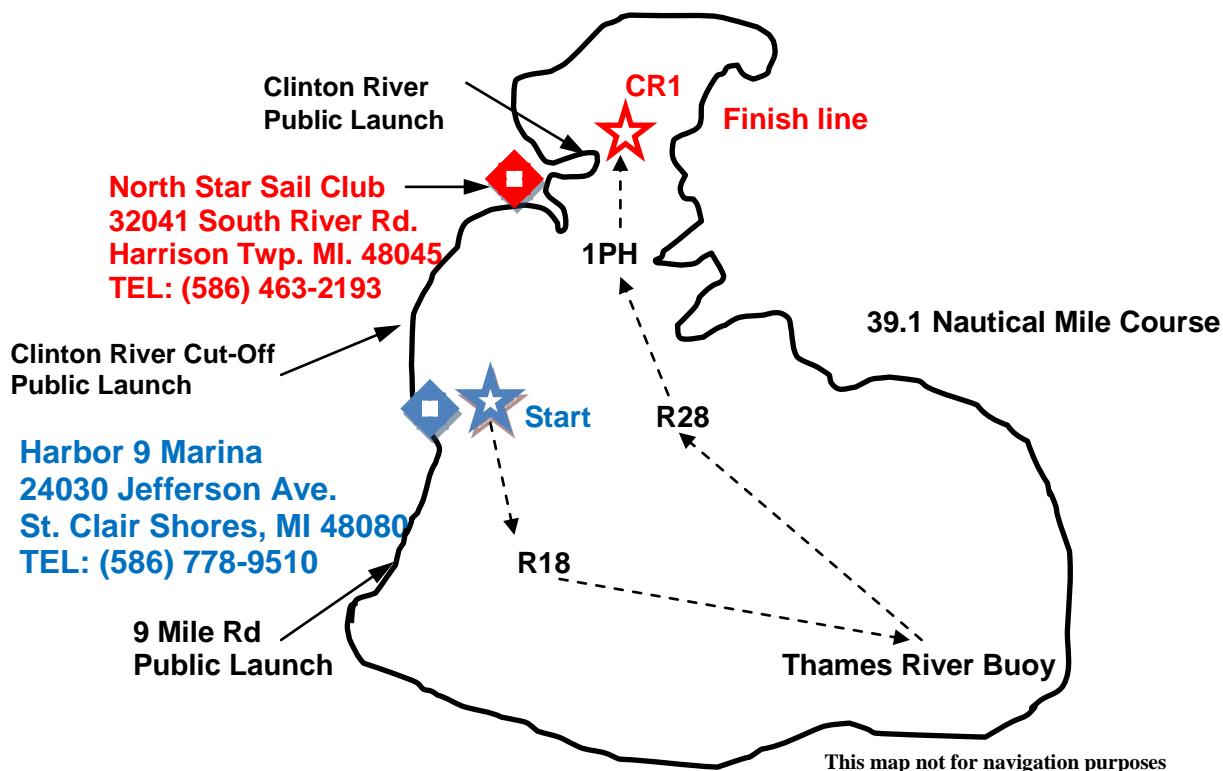 Clinton River
Public Launch
CR1
Finish line
North Star Sail Club
32041 South River Rd.
Harrison Twp. MI. 48045
TEL: (586) 463-2193
1PH
39.1 Nautical Mile Course
Clinton River Cut-Off
Public Launch
Start
R28
Harbor 9 Marina
24030 Jefferson Ave.
St. Clair Shores, MI 48080
TEL: (586) 778-9510
R18
9 Mile Rd
Public Launch
Thames River Buoy
This map not for navigation purposes